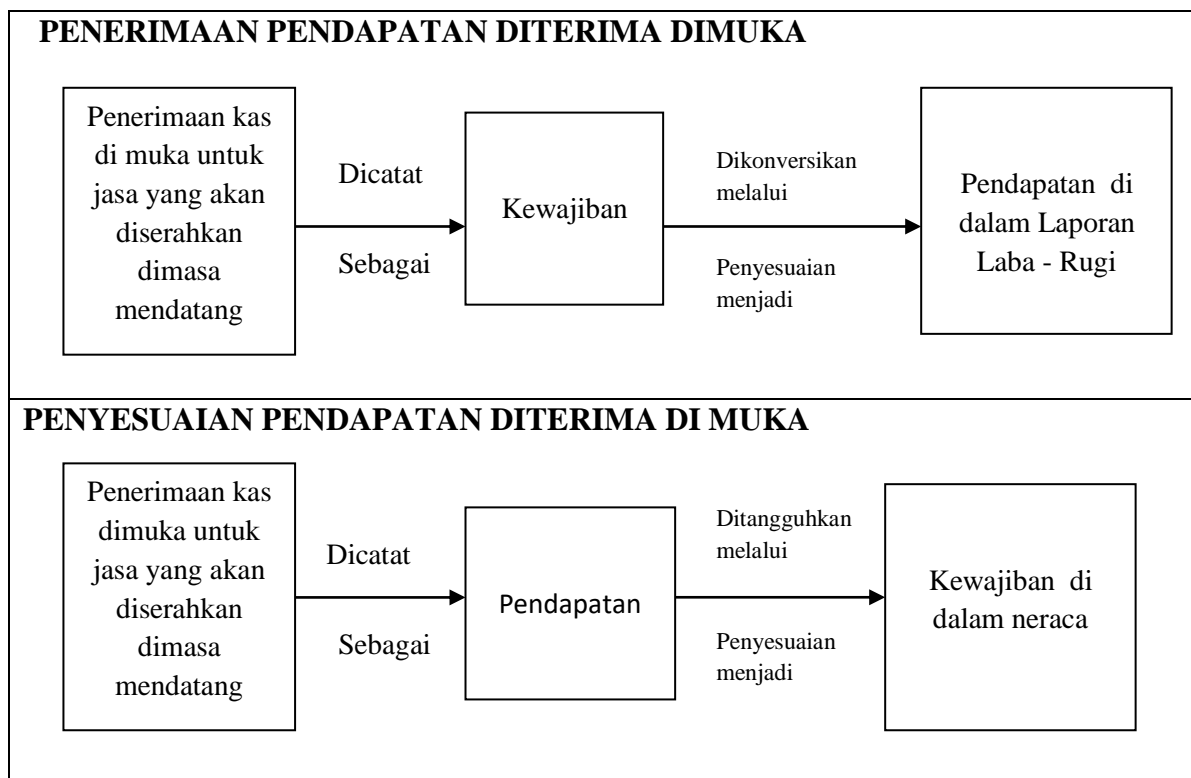 PENERIMAAN PENDAPATAN DITERIMA DIMUKA
Penerimaan kas
di muka untuk
jasa yang akan
diserahkan
dimasa
mendatang
Dicatat
Sebagai
Kewajiban
Dikonversikan
melalui
Penyesuaian
menjadi
Pendapatan di
dalam Laporan
Laba - Rugi
PENYESUAIAN PENDAPATAN DITERIMA DI MUKA
Penerimaan kas
dimuka untuk
jasa yang akan
diserahkan
dimasa
mendatang
Dicatat
Sebagai
Pendapatan
Ditangguhkan
melalui
Penyesuaian
menjadi
Kewajiban di
dalam neraca